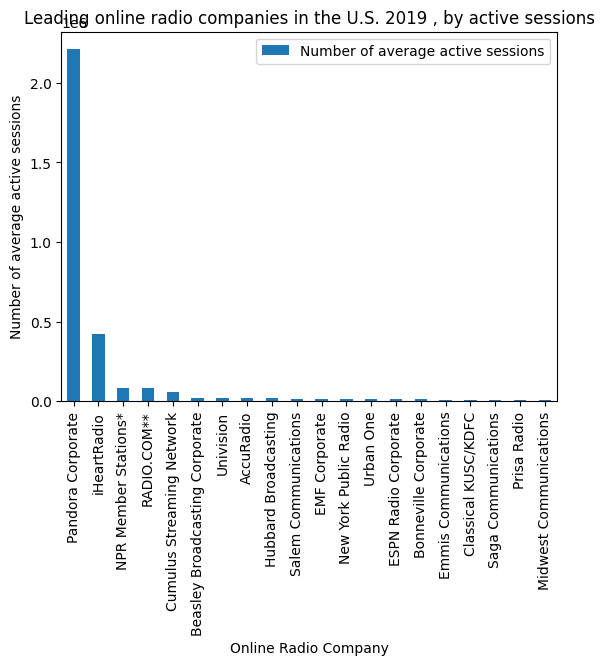 Leading online radio companies in the U.S. 2019 , by active sessions
1e6
Number of average active sessions
Number of average active sessions
2.0
1.5
1.0
0.5
0.0
Pandora Corporate
iHeartRadio
NPR Member Stations*
RADIO.COM**
Cumulus Streaming Network
Beasley Broadcasting Corporate
Univision
AccuRadio
Hubbard Broadcasting
Salem Communications
EMF Corporate
New York Public Radio
Urban One
ESPN Radio Corporate
Bonneville Corporate
Emmis Communications
Classical KUSC/KDFC
Saga Communications
Prisa Radio
Midwest Communications
Online Radio Company